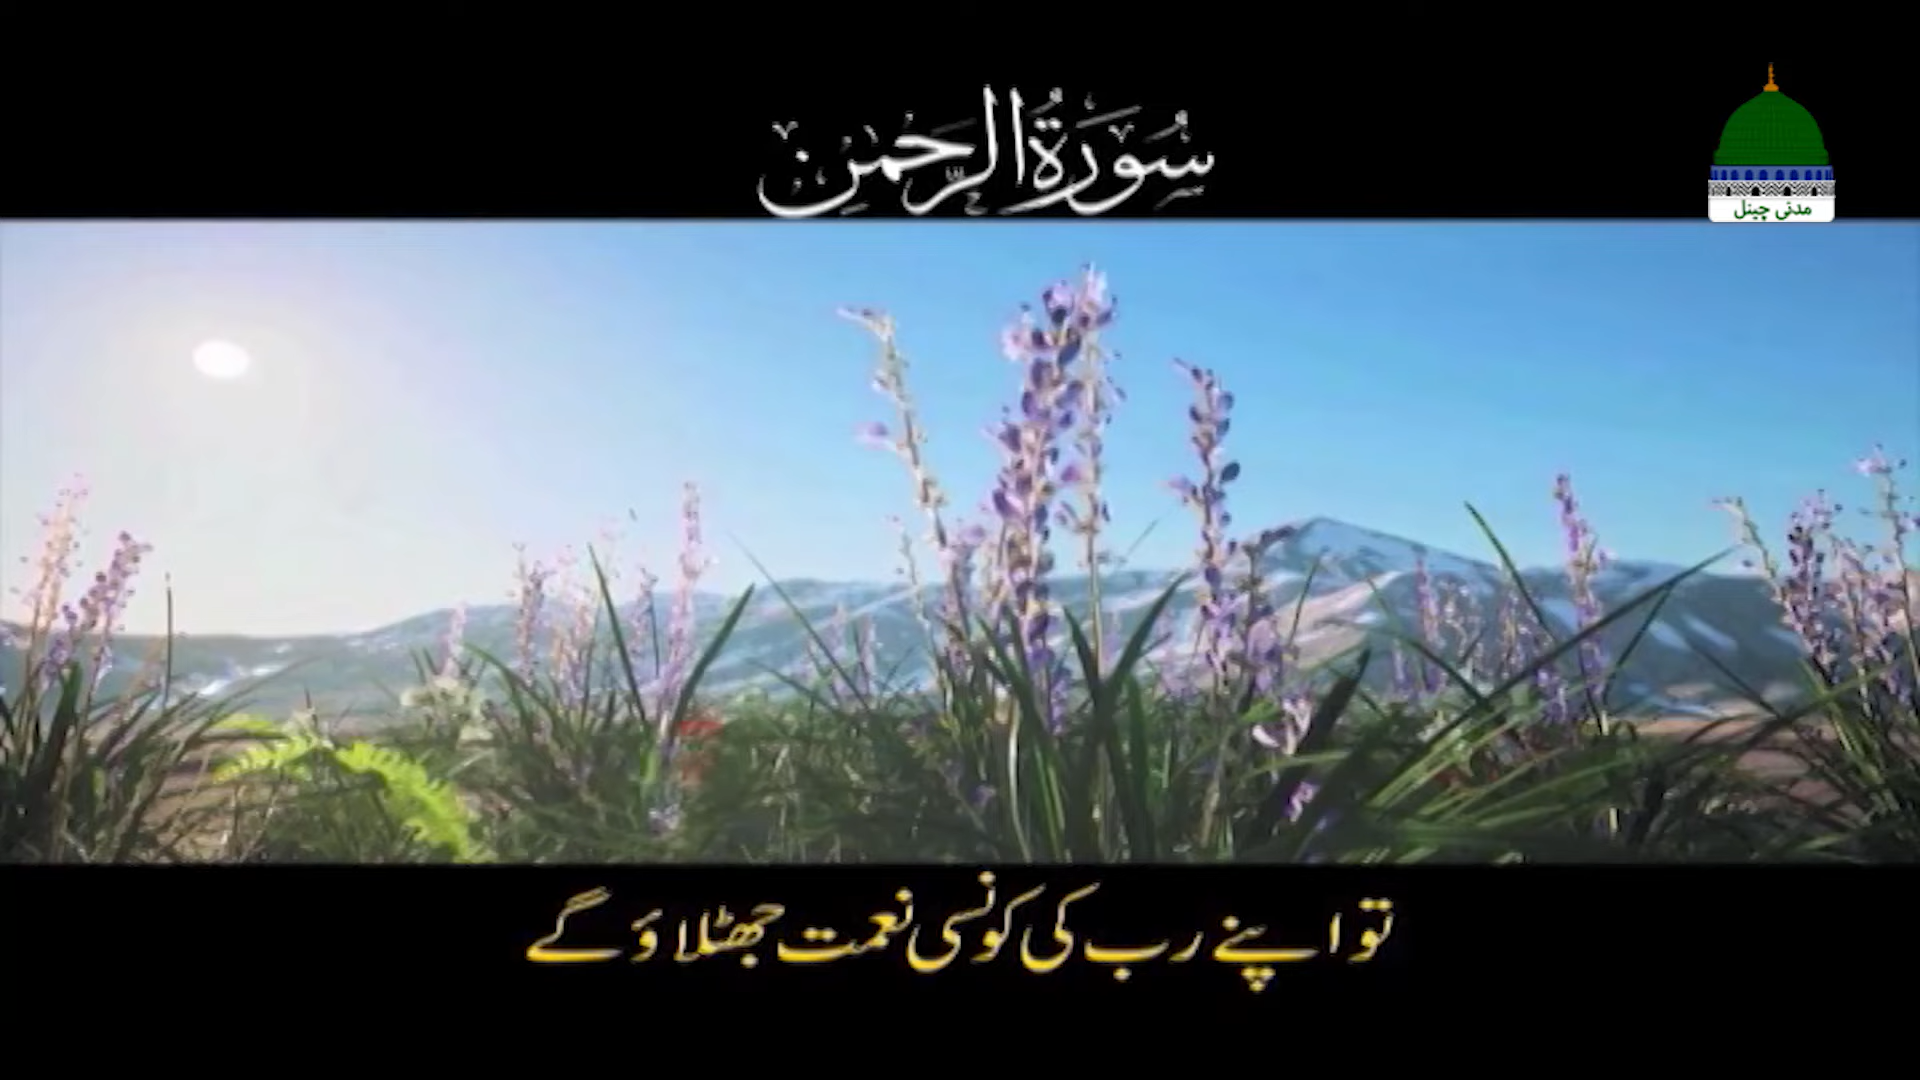 سُوۡرَةُ الرَّحۡمٰنِ
مدنی چینل
تو اپنے رب کی کونسی نعمت جھٹلاؤ گے